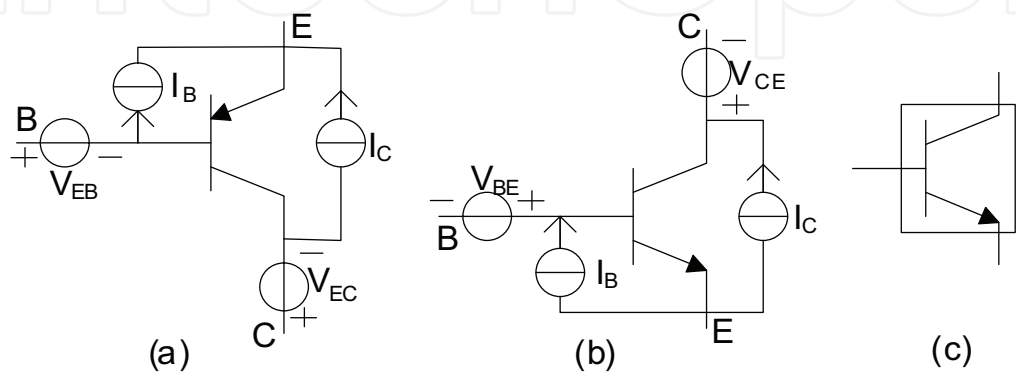 E
I_B
B
I_C
+ −
V_EB
−
V_EC
+
C
(a)
C
−
V_CE
+
V_BE
− +
B
I_C
I_B
E
(b)
(c)